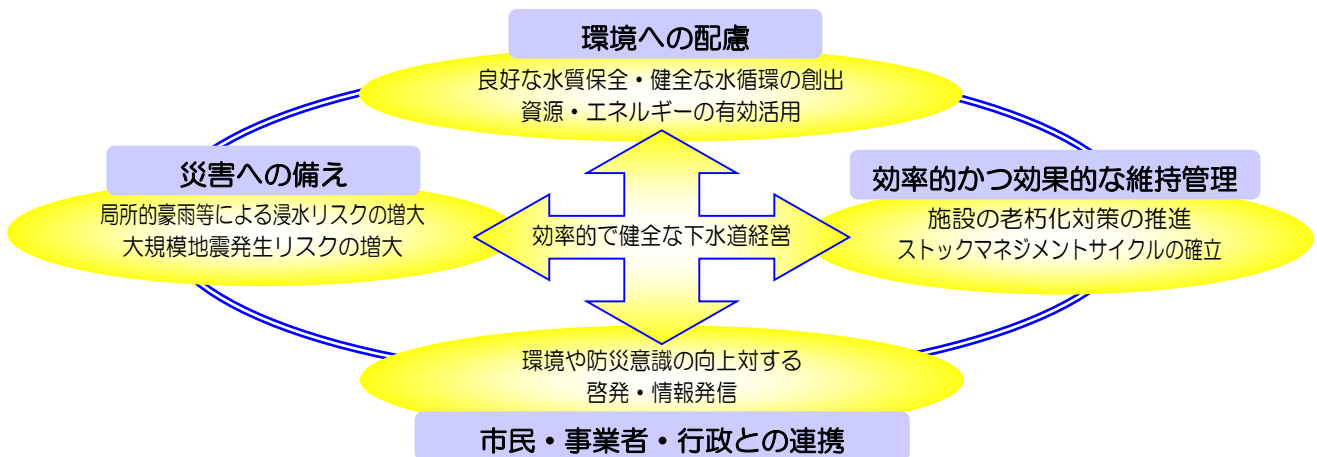 環境への配慮
良好な水質保全・健全な水循環の創出
資源・エネルギーの有効活用
災害への備え
局所的豪雨等による浸水リスクの増大
大規模地震発生リスクの増大
効率的で健全な下水道経営
効率的かつ効果的な維持管理
施設の老朽化対策の推進
ストックマネジメントサイクルの確立
環境や防災意識の向上対する
啓発・情報発信
市民・事業者・行政との連携